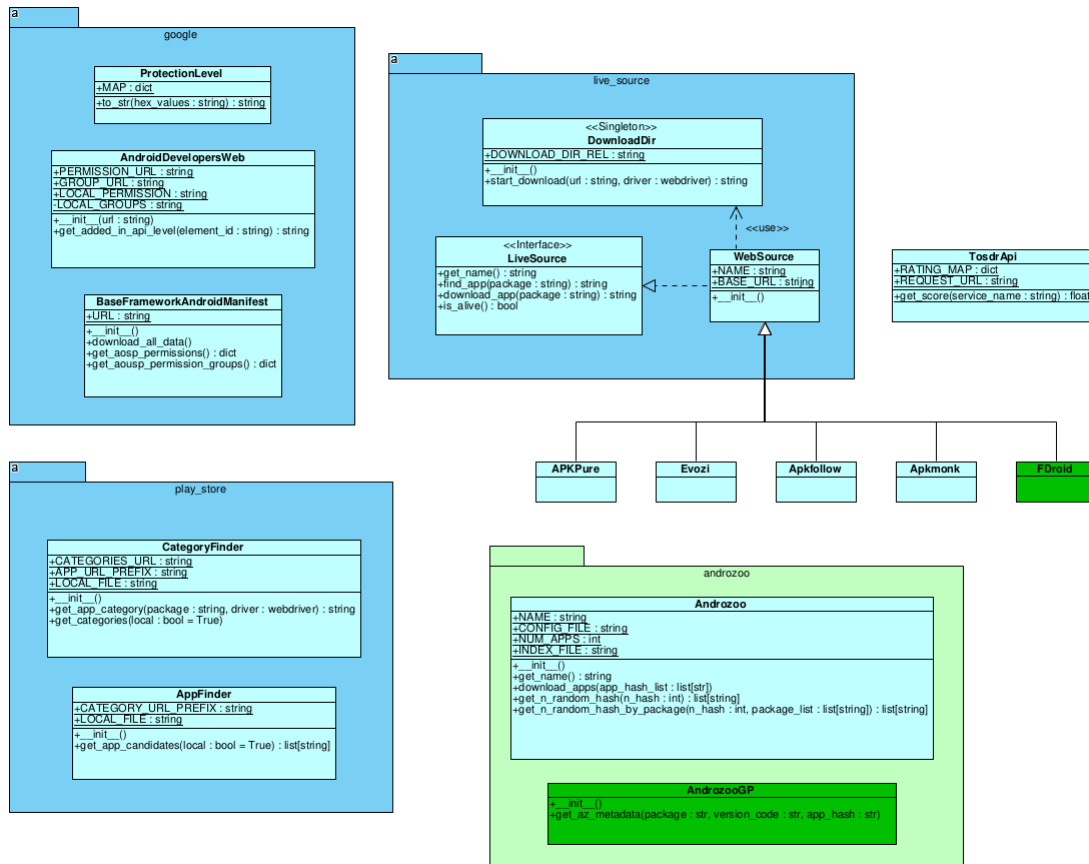 a
google
ProtectionLevel
+MAP : dict
+to_str(hex_values : string) : string
AndroidDevelopersWeb
+PERMISSION_URL : string
+GROUP_URL : string
+LOCAL_PERMISSION : string
-LOCAL_GROUPS : string
+__init__(url : string)
+get_added_in_api_level(element_id : string) : string
BaseFrameworkAndroidManifest
+URL : string
+__init__()
+download_all_data()
+get_aosp_permissions() : dict
+get_aousp_permission_groups() : dict
a
live_source
<<Singleton>>
DownloadDir
+DOWNLOAD_DIR_REL : string
+__init__()
+start_download(url : string, driver : webdriver) : string
<<use>>
<<Interface>>
LiveSource
+get_name() : string
+find_app(package : string) : string
+download_app(package : string) : string
+is_alive() : bool
WebSource
+NAME : string
+BASE_URL : strijng
+__init__()
TosdrApi
+RATING_MAP : dict
+REQUEST_URL : string
+get_score(service_name : string) : float
APKPure
Evozi
Apkfollow
Apkmonk
FDroid
a
play_store
CategoryFinder
+CATEGORIES_URL : string
+APP_URL_PREFIX : string
+LOCAL_FILE : string
+__init__()
+get_app_category(package : string, driver : webdriver) : string
+get_categories(local : bool = True)
AppFinder
+CATEGORY_URL_PREFIX : string
+LOCAL_FILE : string
+__init__()
+get_app_candidates(local : bool = True) : list[string]
androzoo
Androzoo
+NAME : string
+CONFIG_FILE : string
+NUM_APPS : int
+INDEX_FILE : string
+__init__()
+get_name() : string
+download_apps(app_hash_list : list[str])
+get_n_random_hash(n_hash : int) : list[string]
+get_n_random_hash_by_package(n_hash : int, package_list : list[string]) : list[string]
AndrozooGP
+__init__()
+get_az_metadata(package : str, version_code : str, app_hash : str)